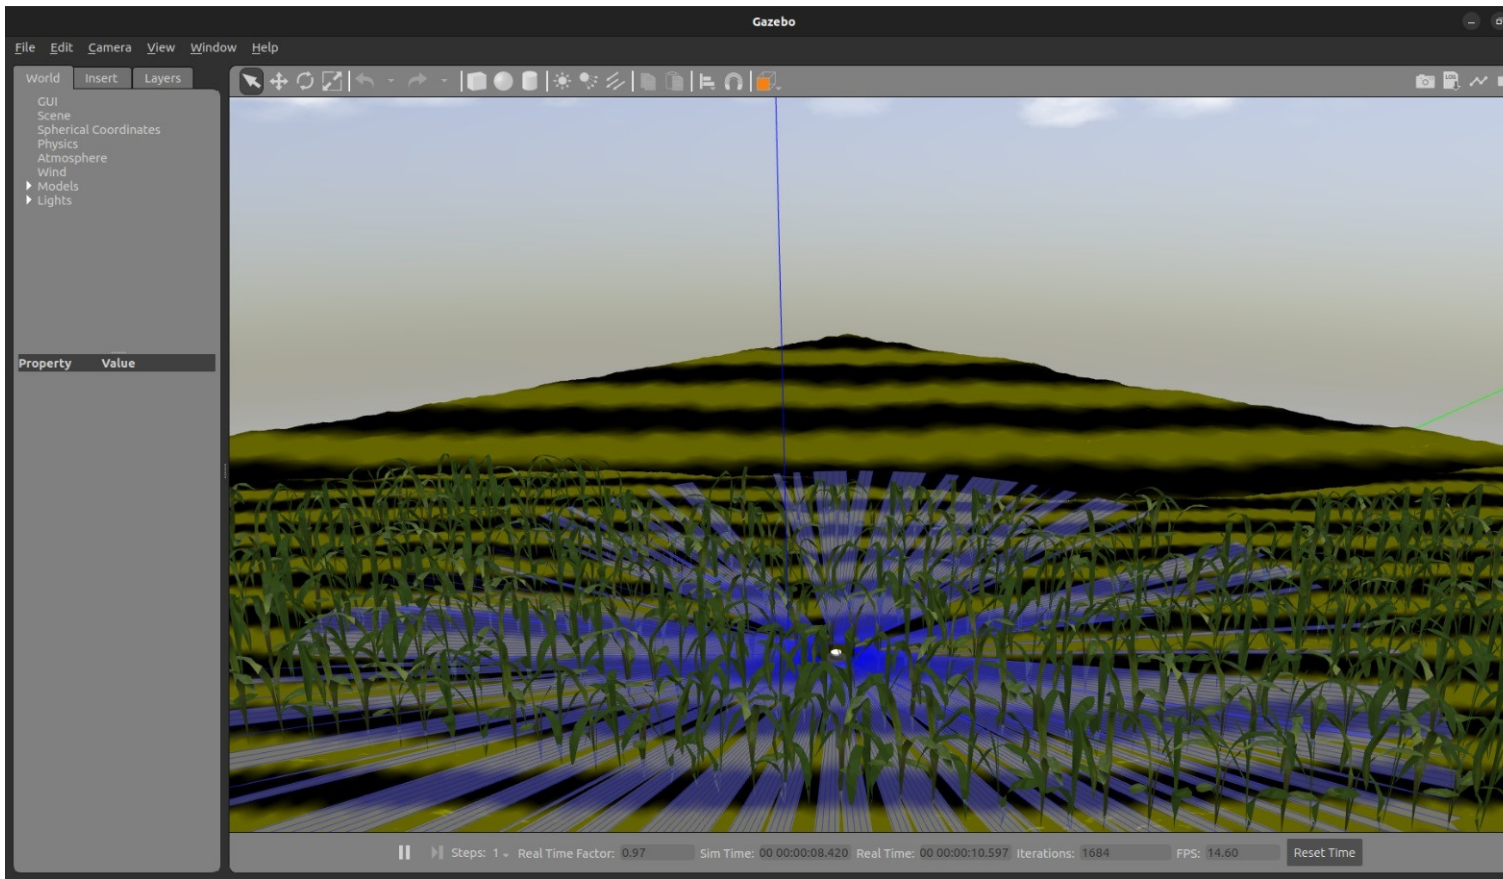 Gazebo
File Edit Camera View Window Help
World Insert Layers
GUI
Scene
Spherical Coordinates
Physics
Atmosphere
Wind
Models
Lights
Property Value
LOG
Steps: 1 Real Time Factor: 0.97 Sim Time: 00 00:00:08.420 Real Time: 00 00:00:10.597 Iterations: 1684 FPS: 14.60 Reset Time